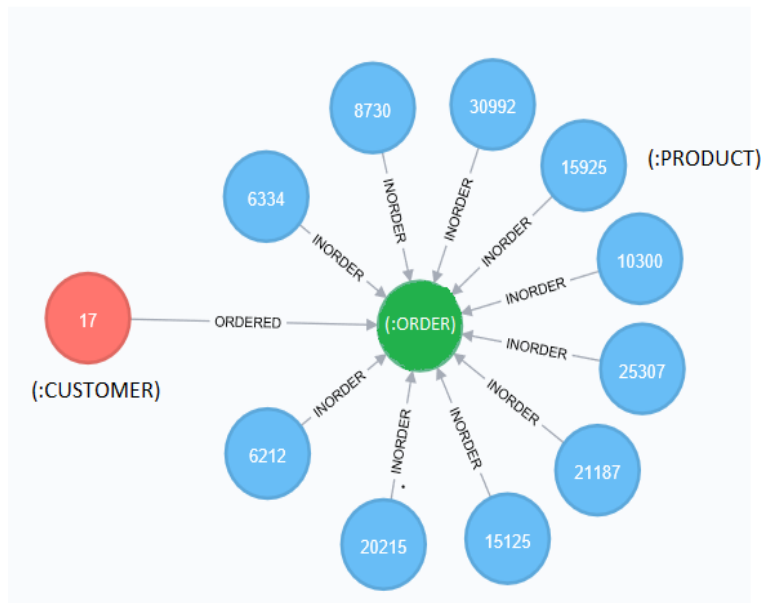 8730
30992
15925
(:PRODUCT)
6334
INORDER
INORDER
INORDER
INORDER
10300
INORDER
17
ORDERED
(:ORDER)
INORDER
25307
(:CUSTOMER)
INORDER
INORDER
INORDER
INORDER
6212
21187
20215
15125